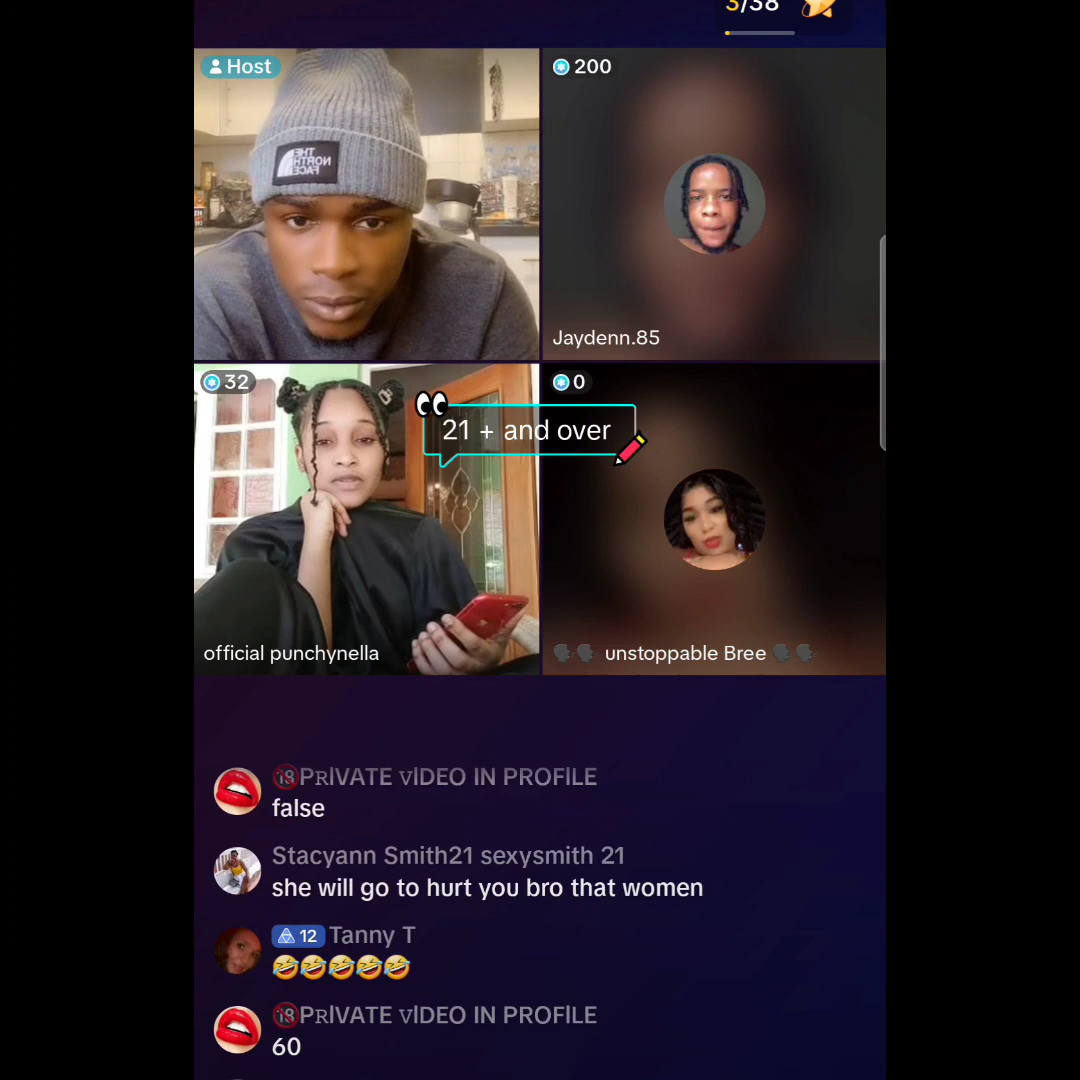 3/38
Host
200
THE
NORTH
FACE
Jaydenn.85
32
0
21 + and over
official punchynella
unstoppable Bree
🔞PRIVATE VIDEO IN PROFILE
false
Stacyann Smith21 sexysmith 21
she will go to hurt you bro that women
12 Tanny T
🤣🤣🤣🤣🤣
🔞PRIVATE VIDEO IN PROFILE
60